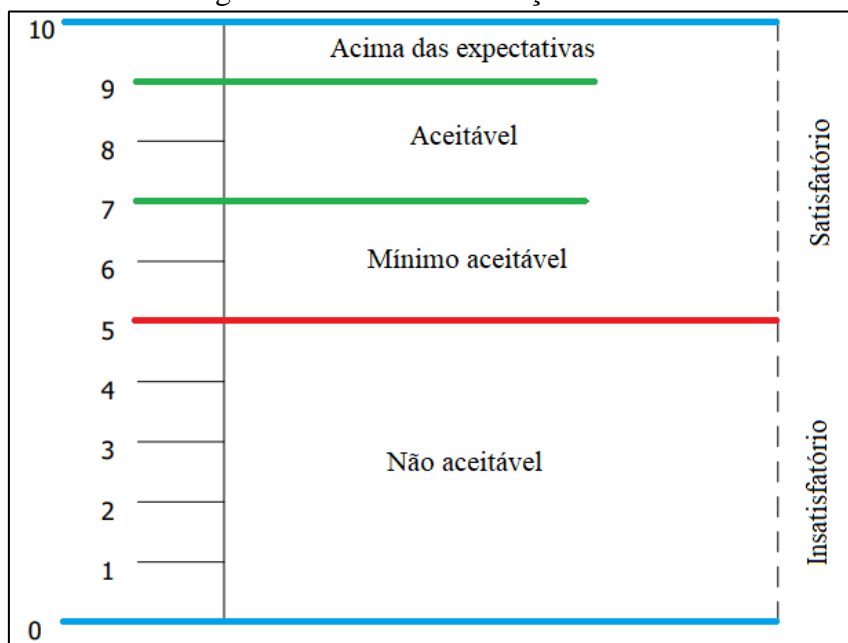 10
Acima das expectativas
9
8
Aceitável
7
6
Mínimo aceitável
5
4
3
Não aceitável
2
1
0
Satisfatório
Insatisfatório